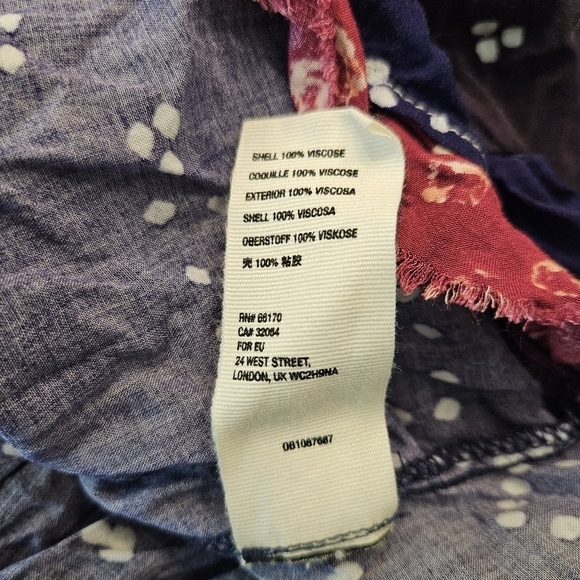 SHELL 100% VISCOSE
COQUILLE 100% VISCOSE
EXTERIOR 100% VISCOSA
SHELL 100% VISCOSA
OBERSTOFF 100% VISKOSE
壳 100% 粘胶
RN# 66170
CA# 32054
FOR EU
24 WEST STREET,
LONDON, UK WC2H9NA
OB1087667